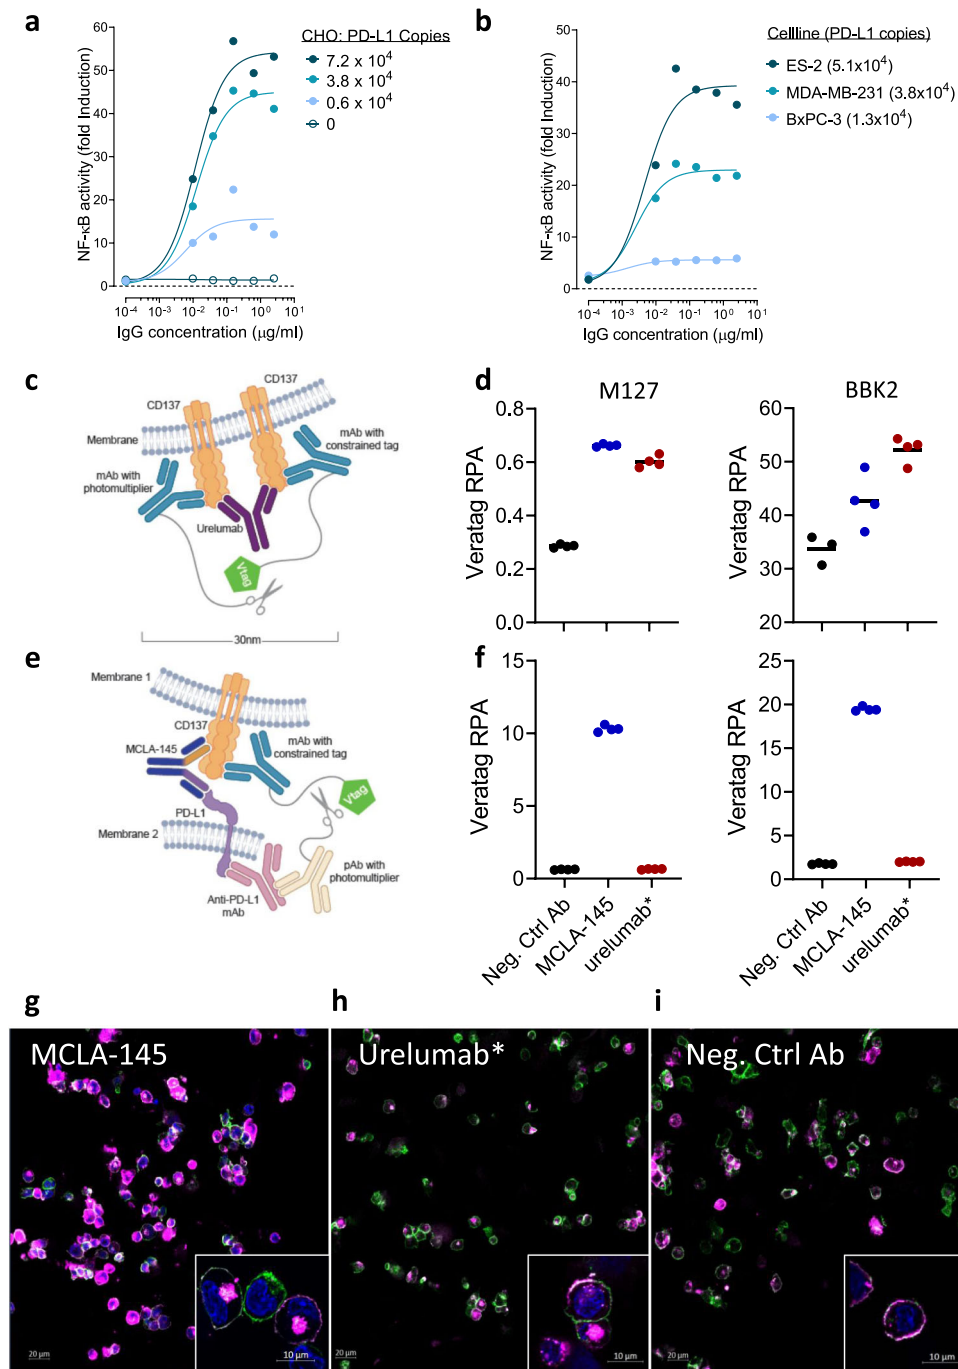 a
CHO: PD-L1 Copies
7.2 x 10⁴
3.8 x 10⁴
0.6 x 10⁴
0
NF-κB activity (fold Induction)
60
50
40
30
20
10
0
10⁻⁴ 10⁻³ 10⁻² 10⁻¹ 10⁰ 10¹
IgG concentration (μg/ml)
b
Cellline (PD-L1 copies)
ES-2 (5.1x10⁴)
MDA-MB-231 (3.8x10⁴)
BxPC-3 (1.3x10⁴)
NF-κB activity (fold Induction)
50
40
30
20
10
0
10⁻⁴ 10⁻³ 10⁻² 10⁻¹ 10⁰ 10¹
IgG concentration (μg/ml)
c
CD137
CD137
Membrane
mAb with
constrained tag
mAb with
photomultiplier
Urelumab
Vtag
30nm
d
M127
Veratag RPA
0.8
0.6
0.4
0.2
0.0
BBK2
Veratag RPA
60
50
40
30
20
e
Membrane 1
CD137
MCLA-145
mAb with
constrained tag
Vtag
PD-L1
Membrane 2
pAb with
photomultiplier
Anti-PD-L1
mAb
f
Veratag RPA
15
10
5
0
Neg. Ctrl Ab
MCLA-145
urelumab*
Veratag RPA
25
20
15
10
5
0
Neg. Ctrl Ab
MCLA-145
urelumab*
g
MCLA-145
20 μm
10 μm
h
Urelumab*
20 μm
10 μm
i
Neg. Ctrl Ab
20 μm
10 μm